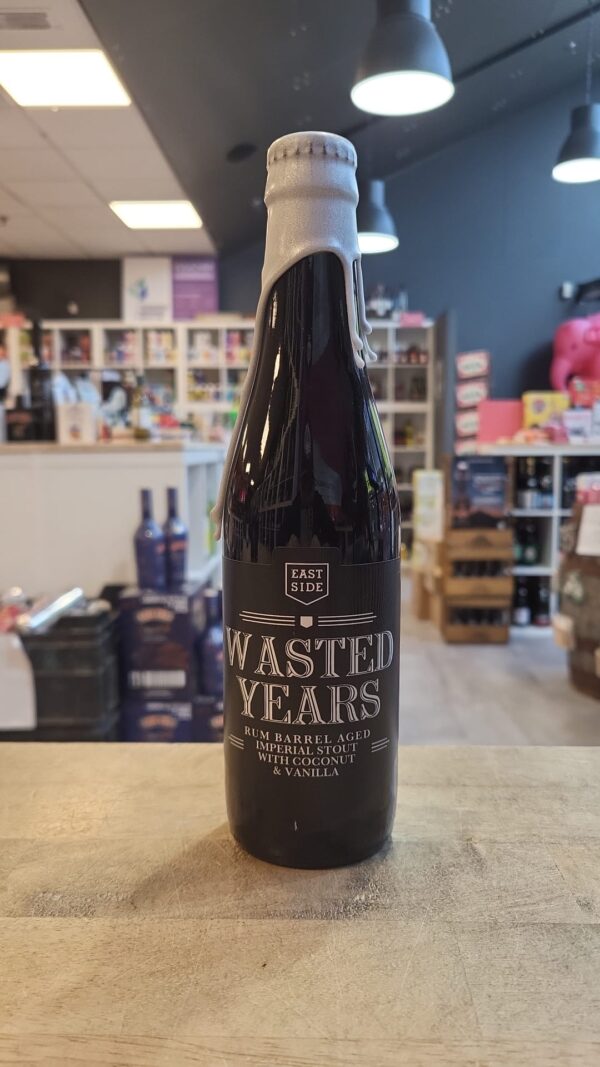 EAST
SIDE
WASTED
YEARS
RUM BARREL AGED
IMPERIAL STOUT
WITH COCONUT
& VANILLA